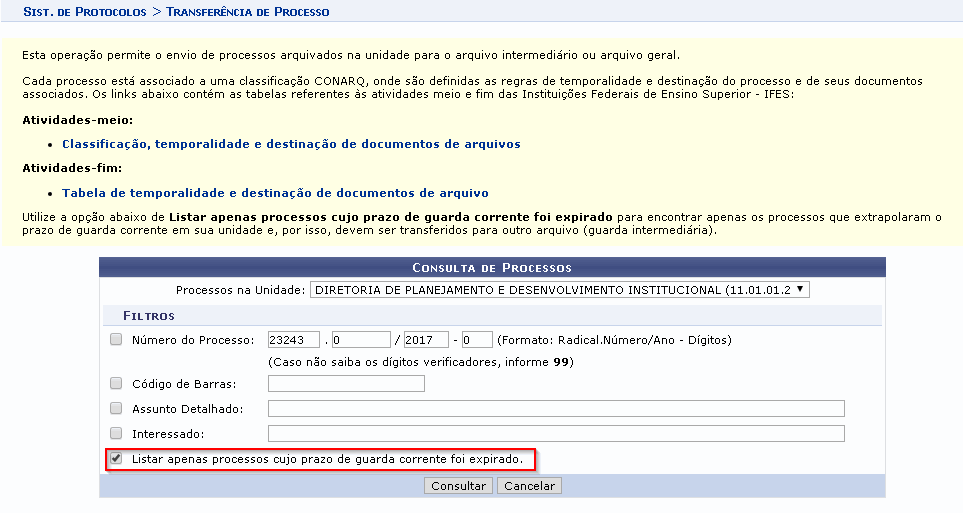 Sist. de Protocolos > Transferência de Processo
Esta operação permite o envio de processos arquivados na unidade para o arquivo intermediário ou arquivo geral.
Cada processo está associado a uma classificação CONARQ, onde são definidas as regras de temporalidade e destinação do processo e de seus documentos
associados. Os links abaixo contém as tabelas referentes às atividades meio e fim das Instituições Federais de Ensino Superior - IFES:
Atividades-meio:
• Classificação, temporalidade e destinação de documentos de arquivos
Atividades-fim:
• Tabela de temporalidade e destinação de documentos de arquivo
Utilize a opção abaixo de Listar apenas processos cujo prazo de guarda corrente foi expirado para encontrar apenas os processos que extrapolaram o
prazo de guarda corrente em sua unidade e, por isso, devem ser transferidos para outro arquivo (guarda intermediária).
Consulta de Processos
Processos na Unidade: DIRETORIA DE PLANEJAMENTO E DESENVOLVIMENTO INSTITUCIONAL (11.01.01.2
Filtros
Número do Processo: 23243 . 0 / 2017 - 0 (Formato: Radical.Número/Ano - Dígitos)
(Caso não saiba os dígitos verificadores, informe 99)
Código de Barras:
Assunto Detalhado:
Interessado:
Listar apenas processos cujo prazo de guarda corrente foi expirado.
Consultar Cancelar